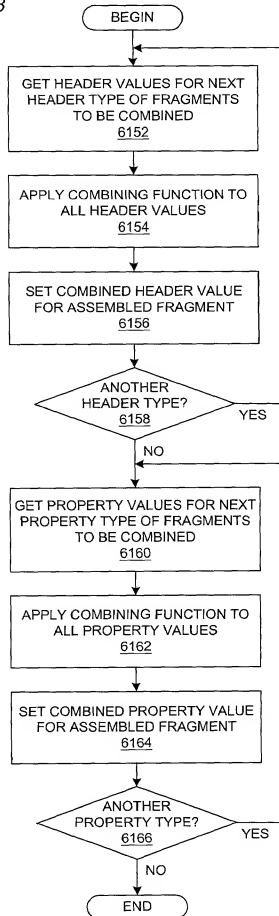 BEGIN
GET HEADER VALUES FOR NEXT
HEADER TYPE OF FRAGMENTS
TO BE COMBINED
6152
APPLY COMBINING FUNCTION TO
ALL HEADER VALUES
6154
SET COMBINED HEADER VALUE
FOR ASSEMBLED FRAGMENT
6156
ANOTHER
HEADER TYPE?
6158
YES
NO
GET PROPERTY VALUES FOR NEXT
PROPERTY TYPE OF FRAGMENTS
TO BE COMBINED
6160
APPLY COMBINING FUNCTION TO
ALL PROPERTY VALUES
6162
SET COMBINED PROPERTY VALUE
FOR ASSEMBLED FRAGMENT
6164
ANOTHER
PROPERTY TYPE?
6166
YES
NO
END